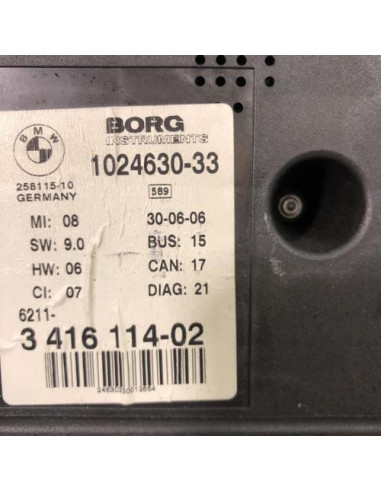 BMW
BORG
INSTRUMENTS
1024630-33
258115-10
GERMANY
589
MI: 08
30-06-06
SW: 9.0
BUS: 15
HW: 06
CAN: 17
CI: 07
DIAG: 21
6211-
3 416 114-02